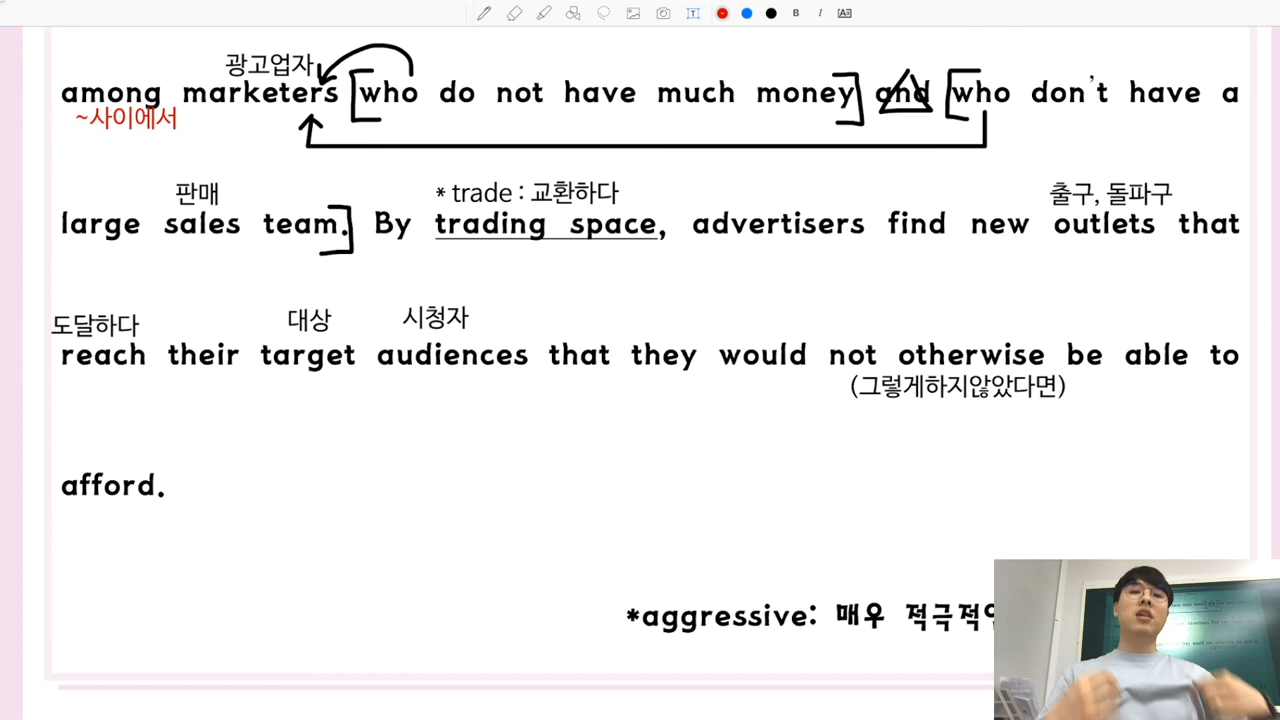 광고업자
among marketers who do not have much money and who don't have a
~사이에서
판매 * trade : 교환하다 출구, 돌파구
large sales team. By trading space, advertisers find new outlets that
도달하다 대상 시청자
reach their target audiences that they would not otherwise be able to
(그렇게하지않았다면)
afford.
*aggressive: 매우